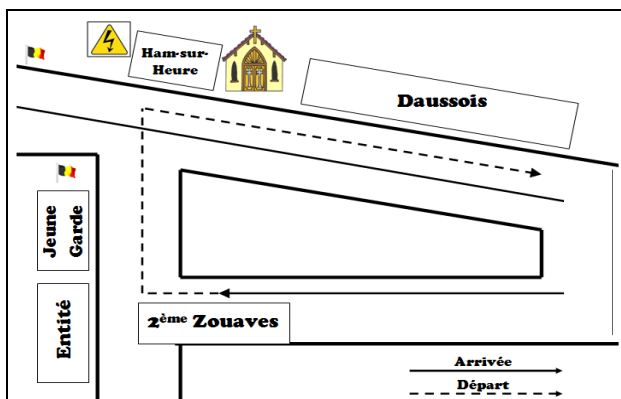 Ham-sur-
Heure
Daussois
Jeune
Garde
Entité
2ème Zouaves
Arrivée
Départ